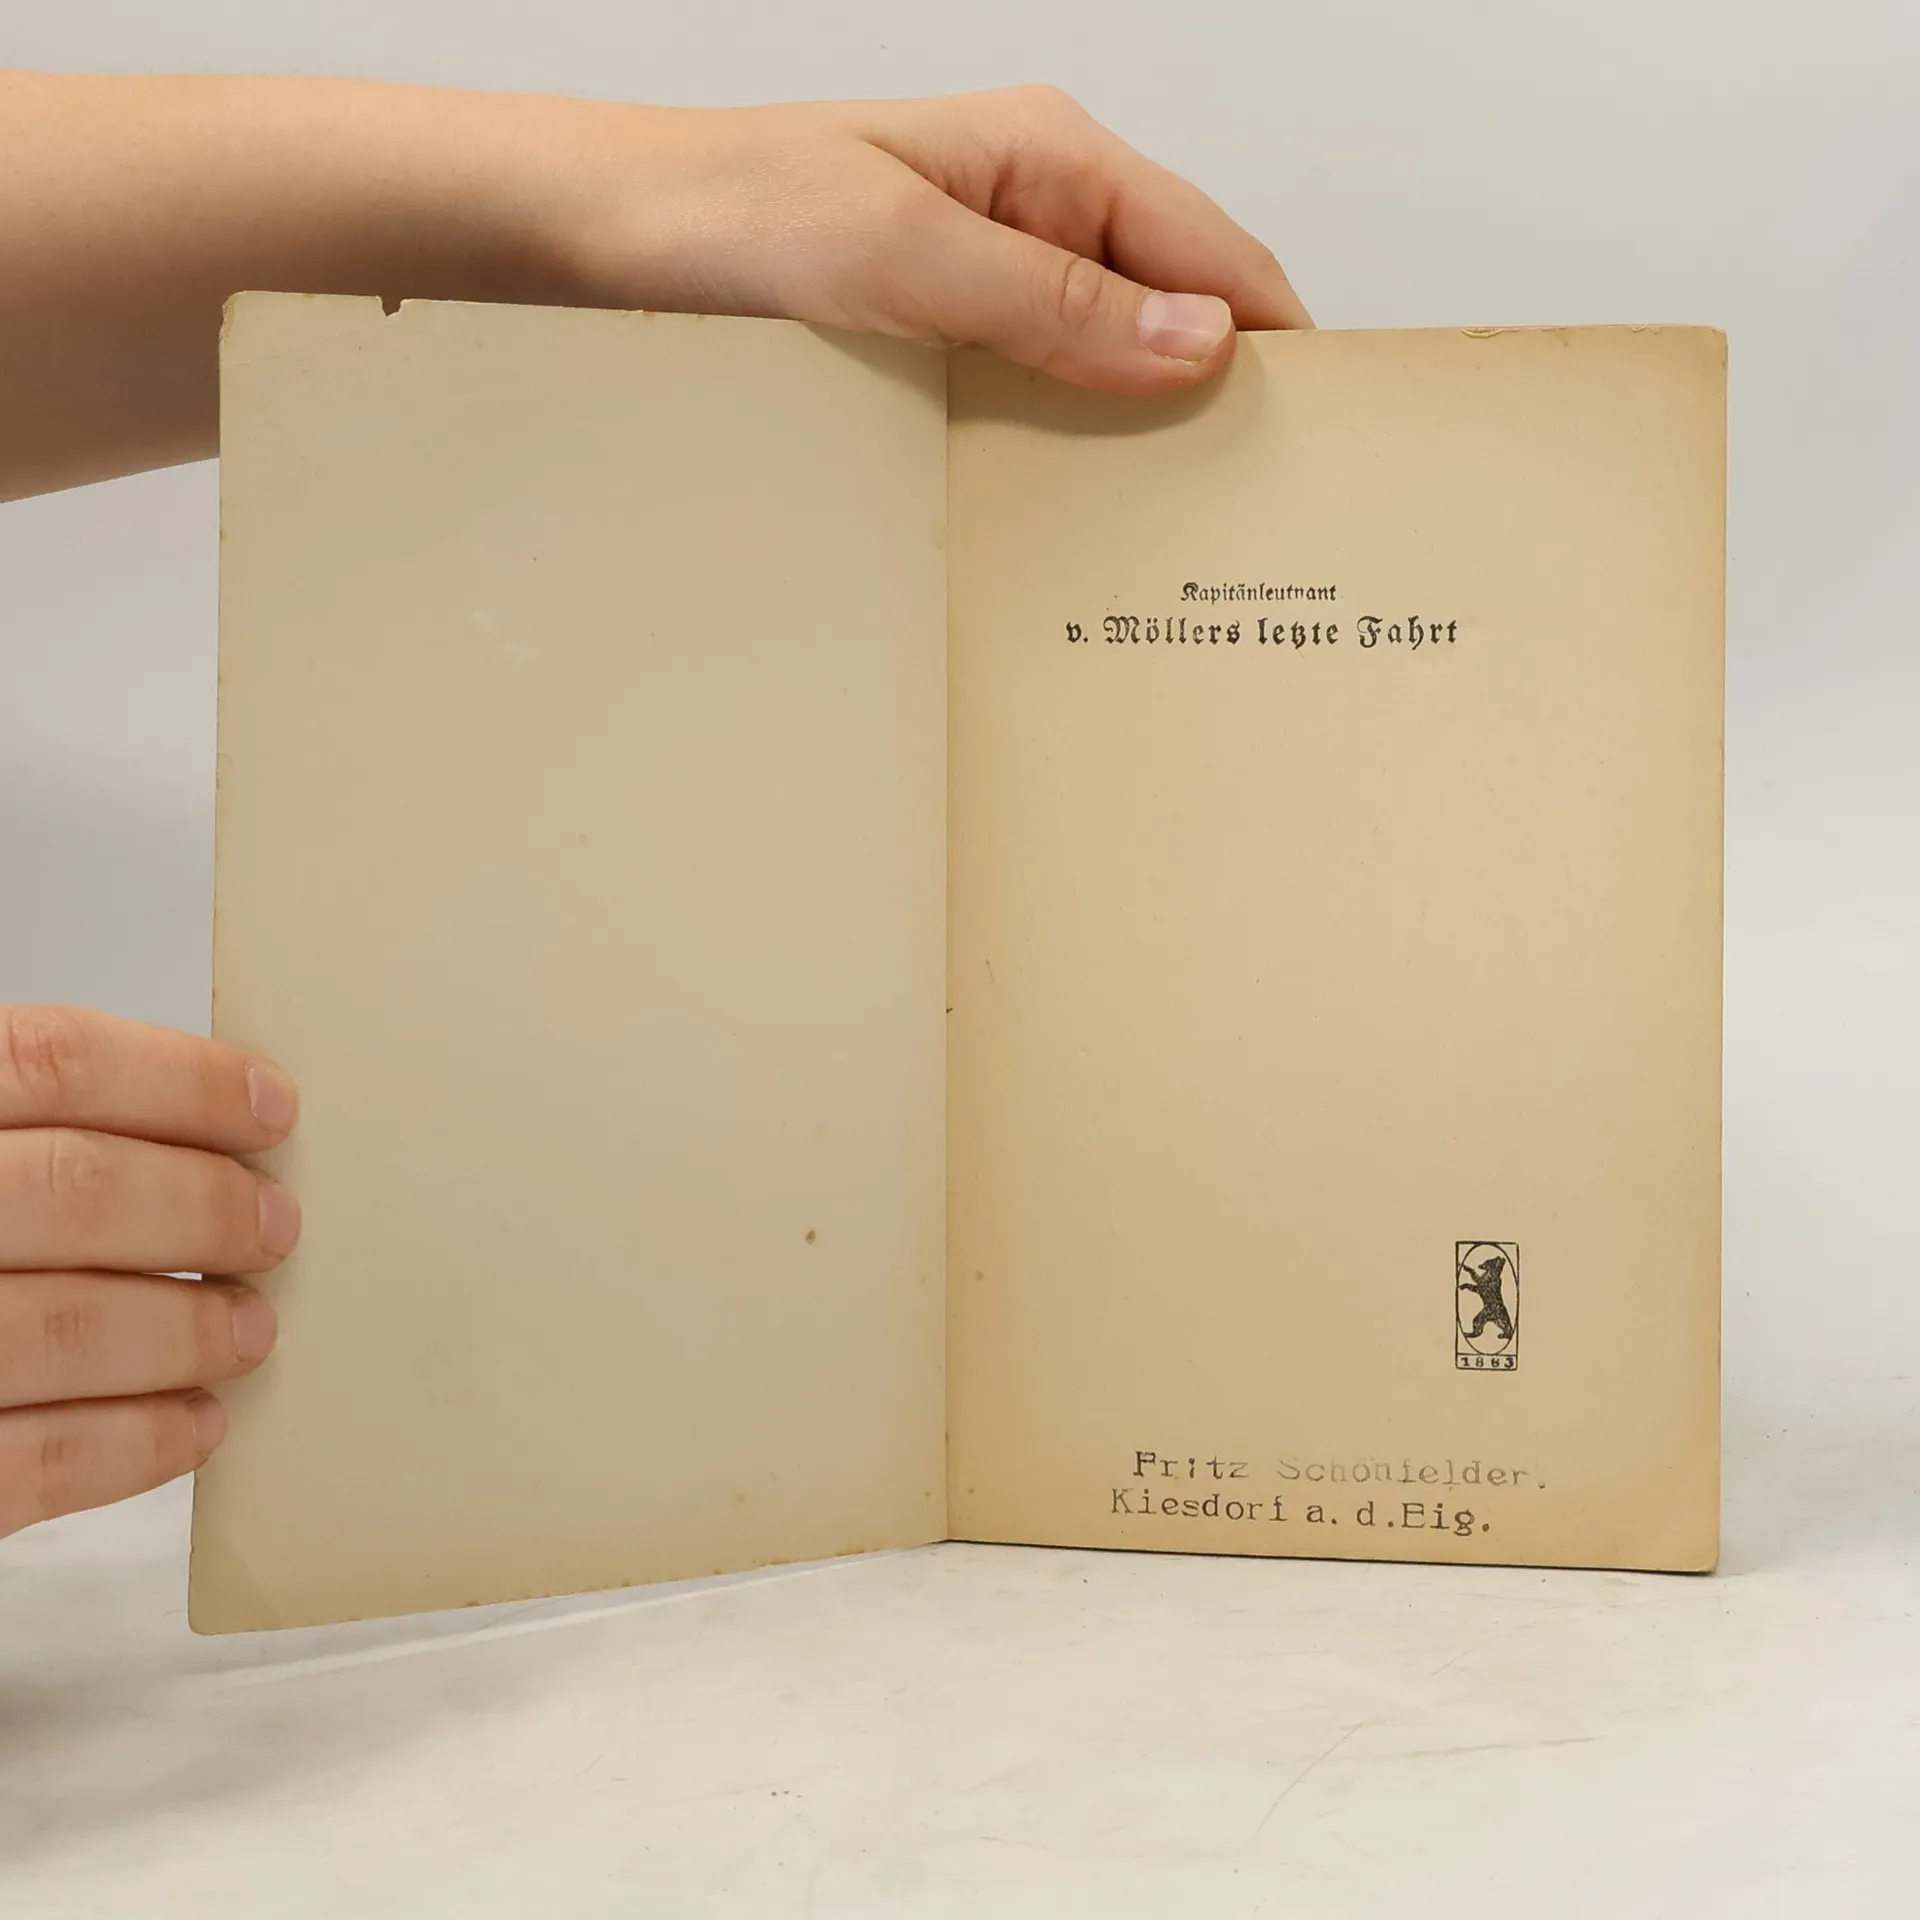 Kapitänleutnant
v. Möllers letzte Fahrt
1883
Fritz Schönfelder.
Kiesdorf a. d.Eig.